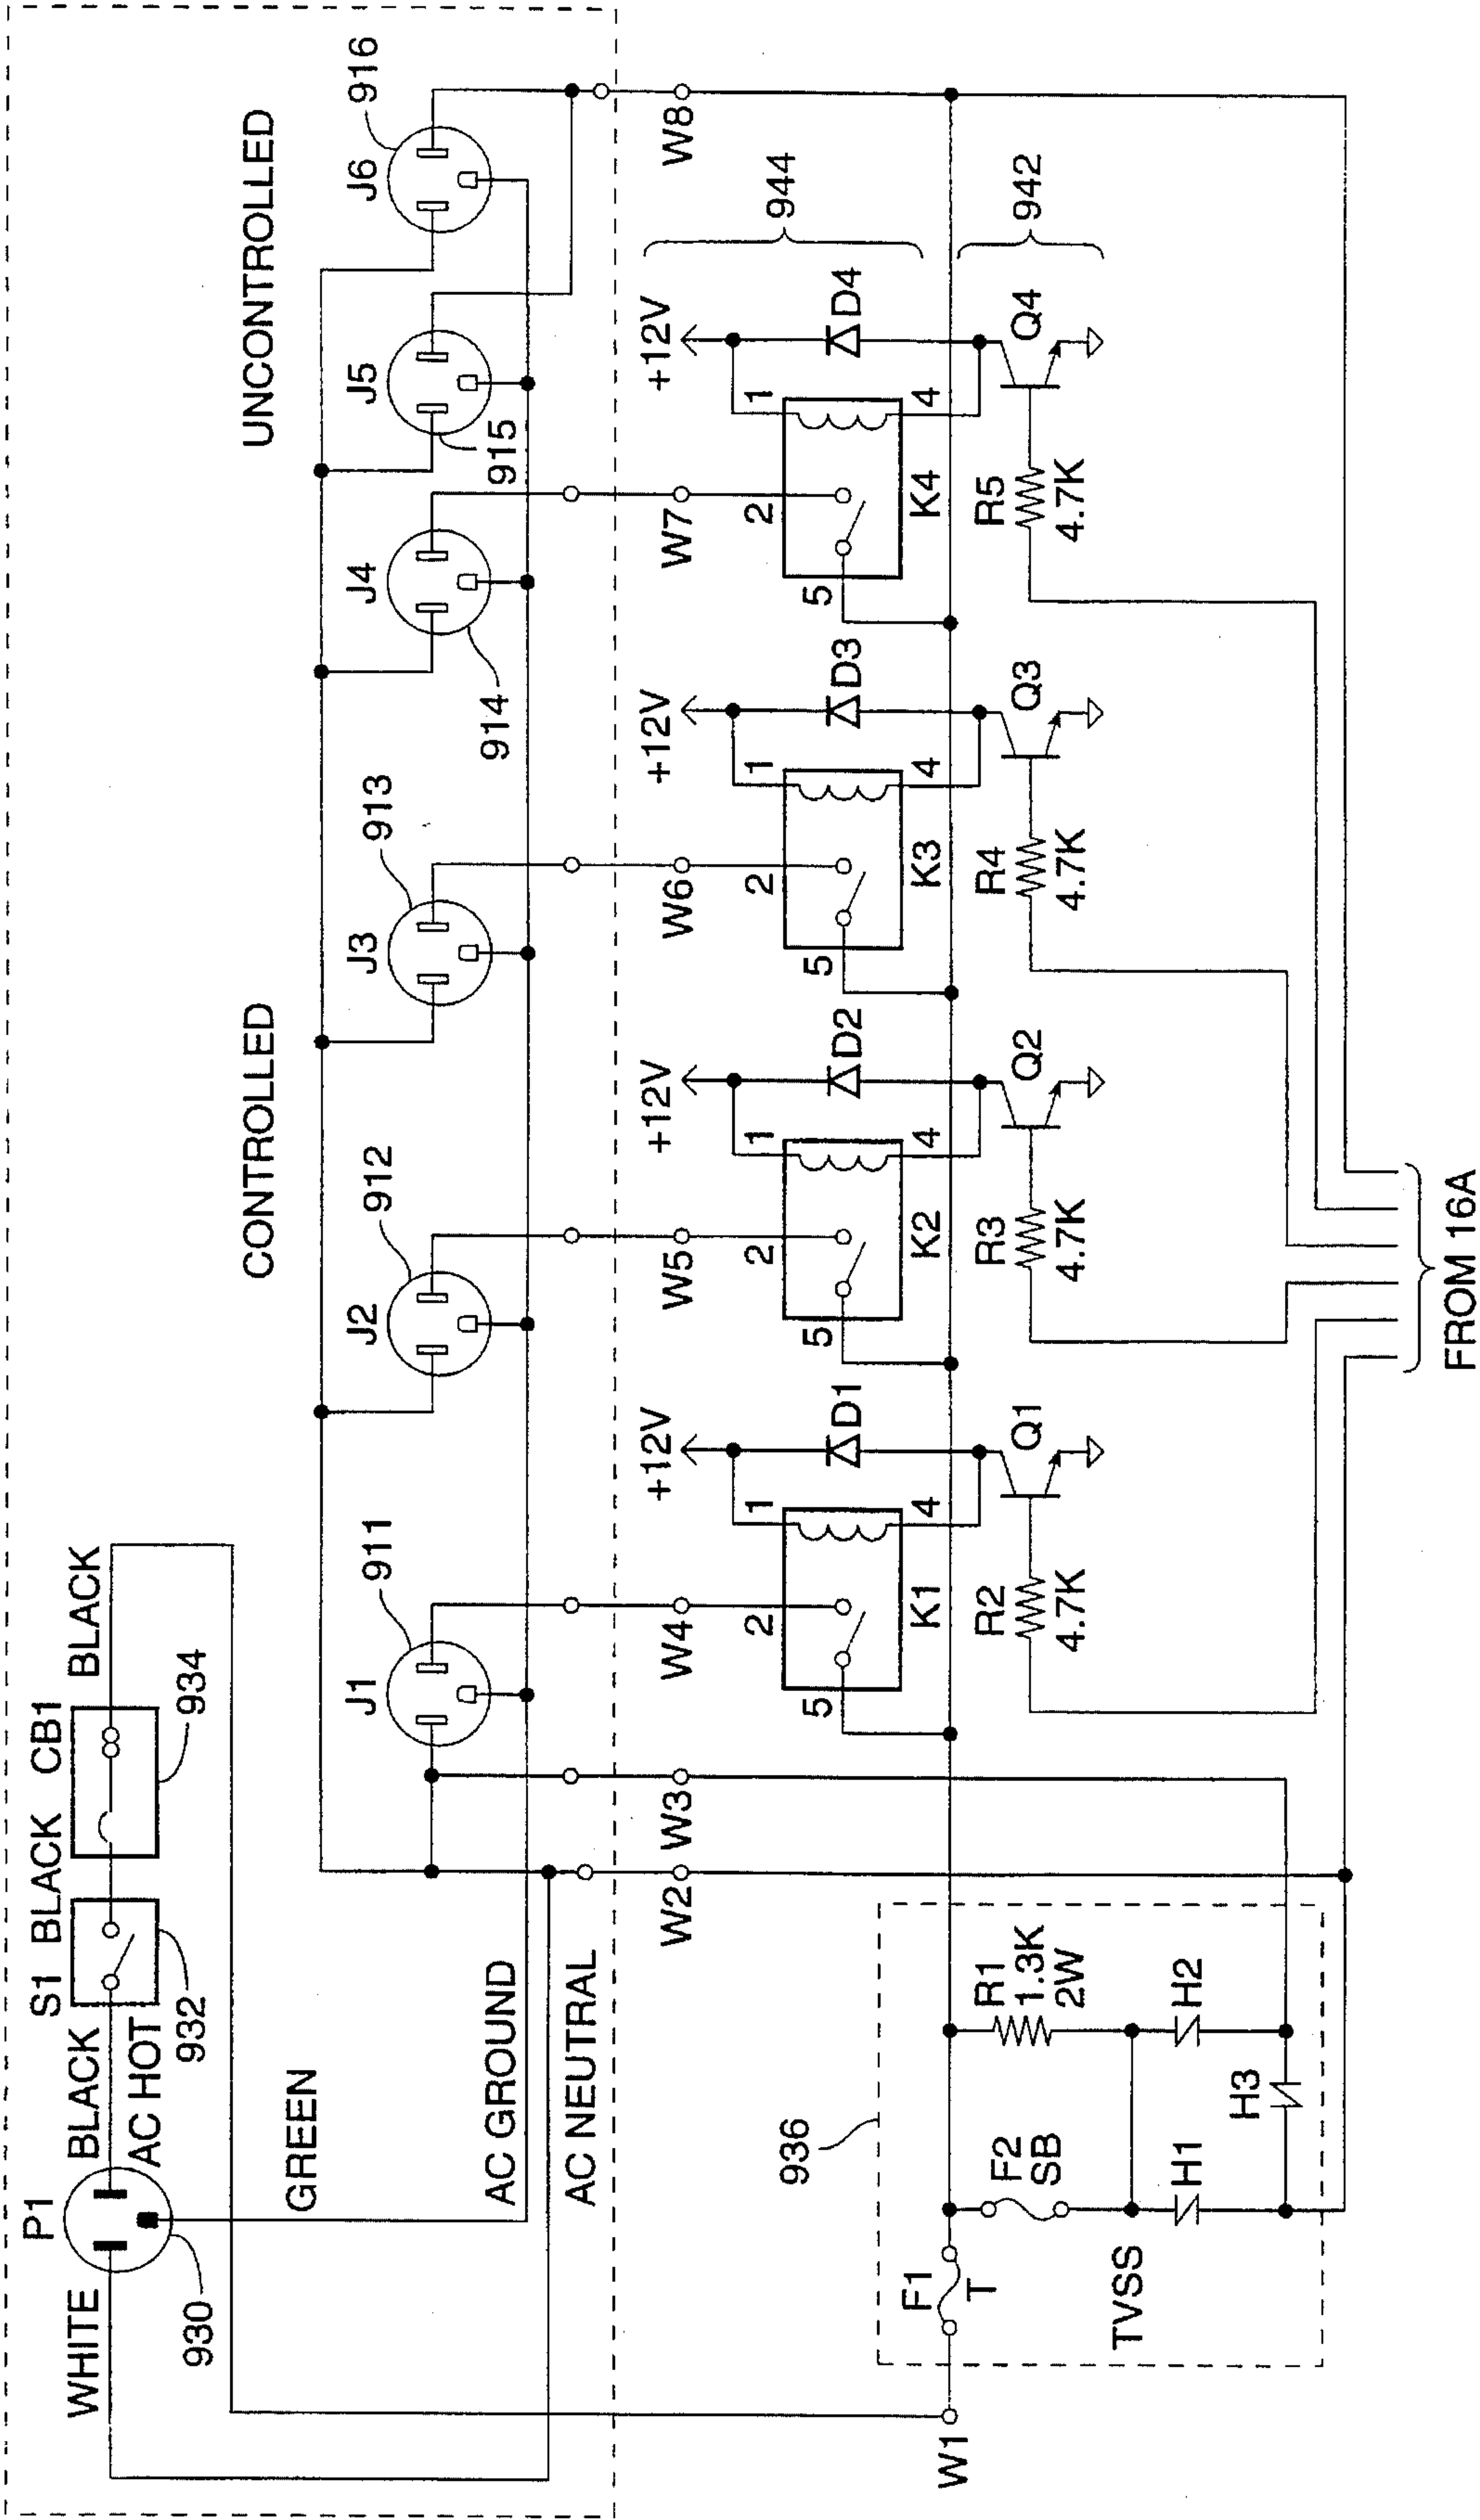 P1
WHITE
930
BLACK
AC HOT
S1
932
BLACK
CB1
934
BLACK
GREEN
AC GROUND
AC NEUTRAL
CONTROLLED
UNCONTROLLED
J1
911
J2
912
J3
913
J4
914
J5
915
J6
916
W1
W2
W3
W4
W5
W6
W7
W8
+12V
+12V
+12V
+12V
944
1
2
5
4
K1
D1
1
2
5
4
K2
D2
1
2
5
4
K3
D3
1
2
5
4
K4
D4
942
936
F1
T
F2
SB
R1
1.3K
2W
TVSS
H1
H2
H3
R2
4.7K
Q1
R3
4.7K
Q2
R4
4.7K
Q3
R5
4.7K
Q4
FROM 16A